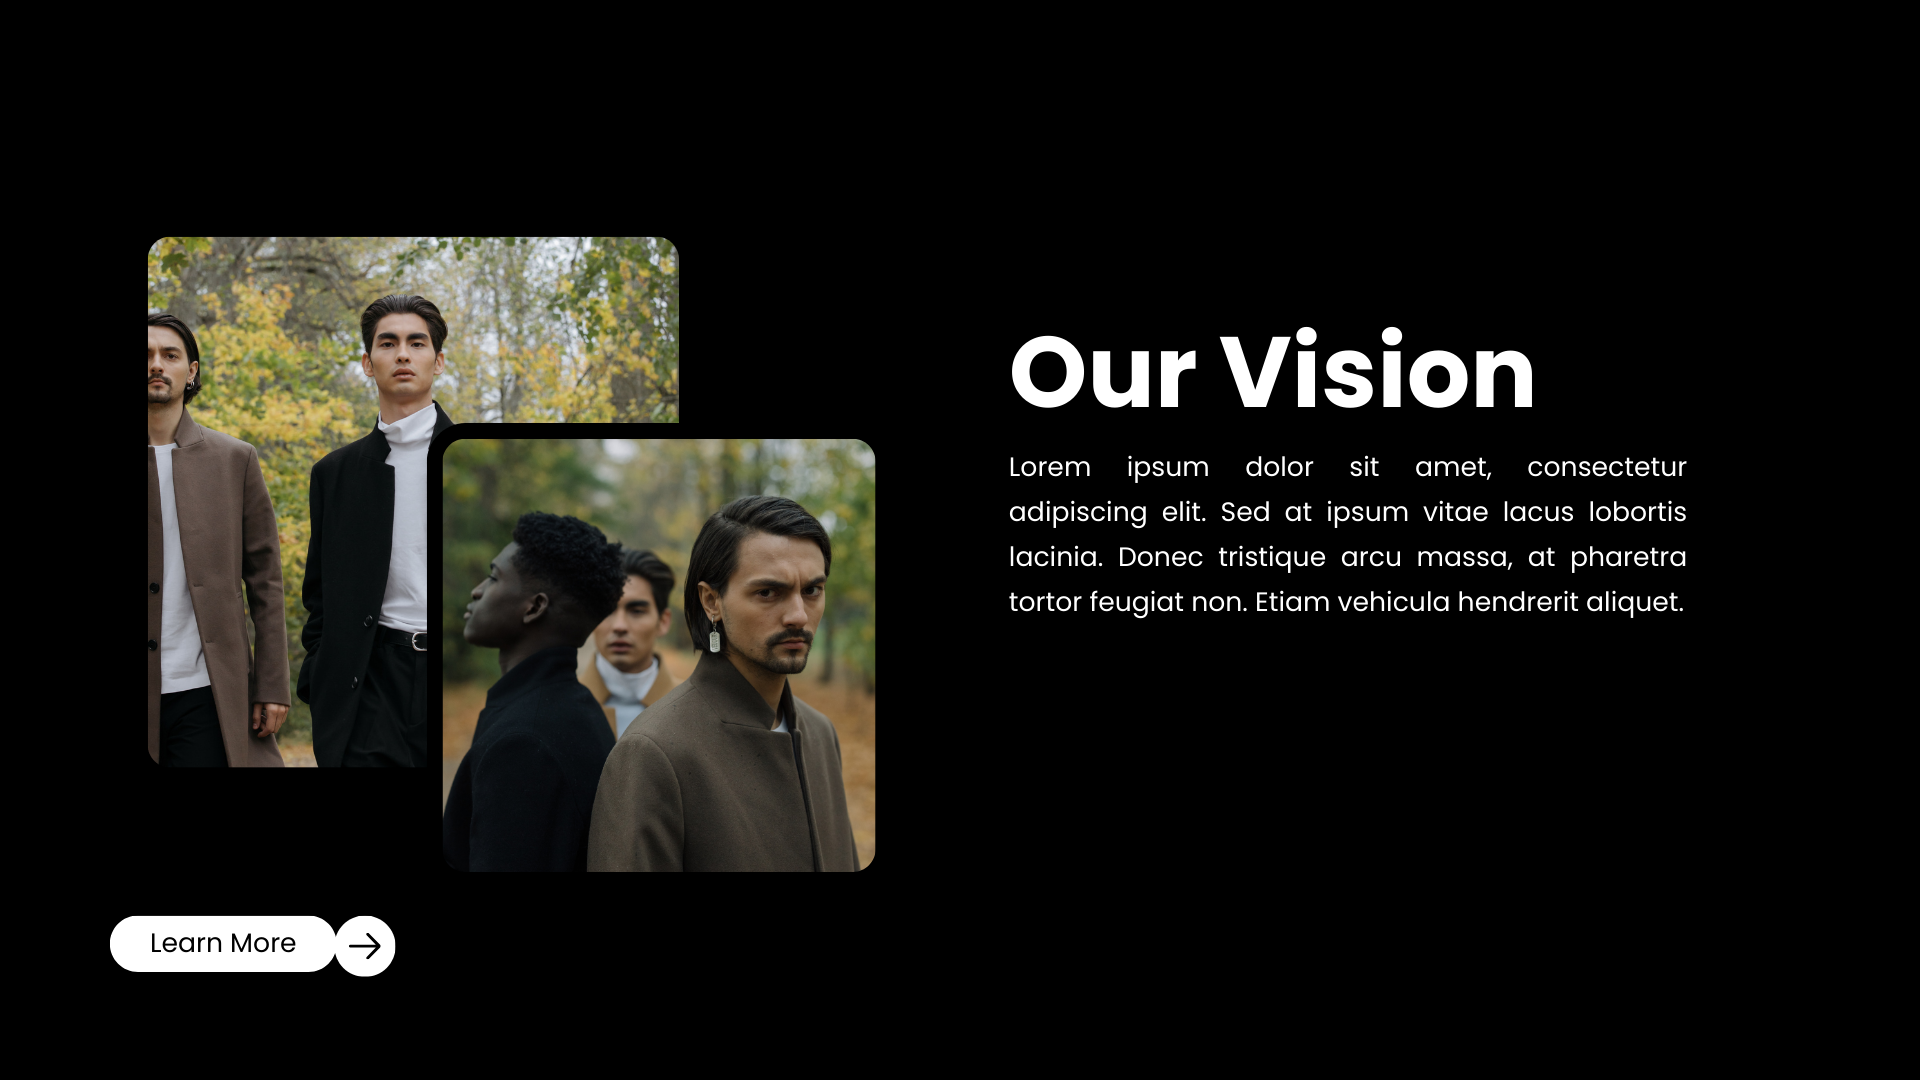 Our Vision
Lorem ipsum dolor sit amet, consectetur
adipiscing elit. Sed at ipsum vitae lacus lobortis
lacinia. Donec tristique arcu massa, at pharetra
tortor feugiat non. Etiam vehicula hendrerit aliquet.
Learn More